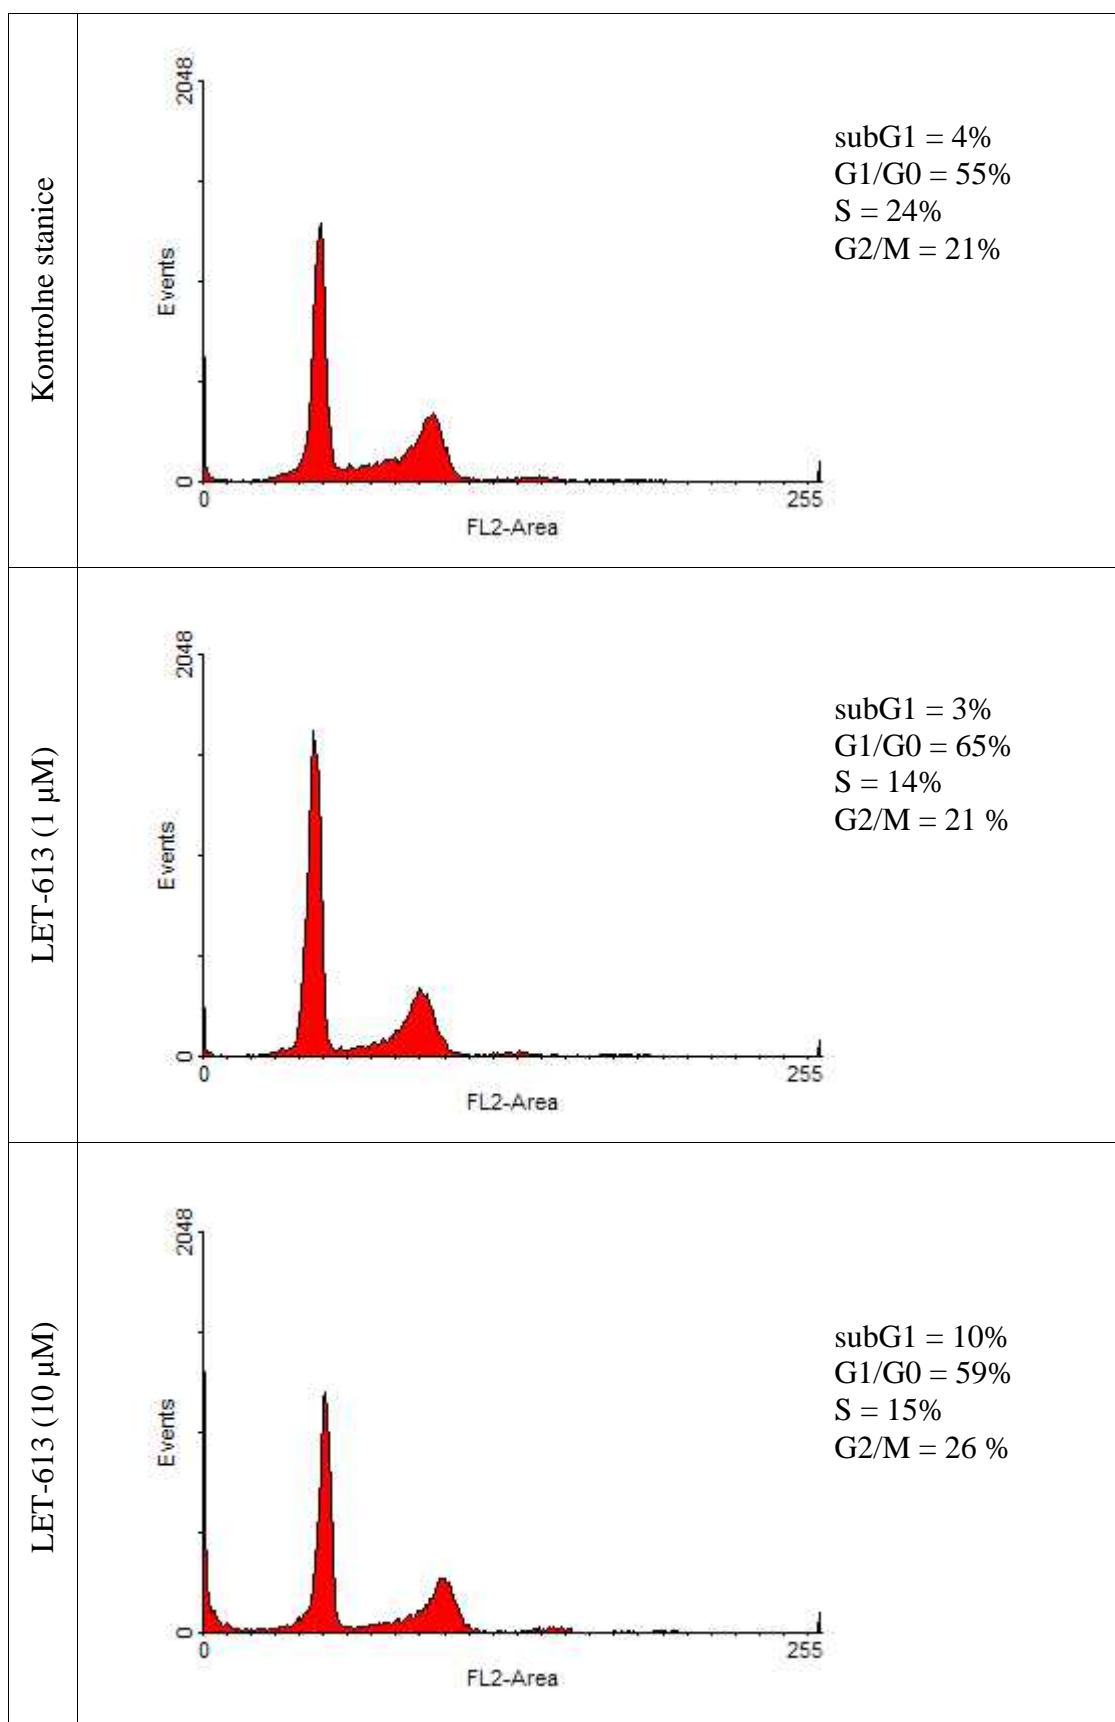 Kontrolne stanice
2048
Events
0
0
255
FL2-Area
subG1 = 4%
G1/G0 = 55%
S = 24%
G2/M = 21%
LET-613 (1 µM)
2048
Events
0
0
255
FL2-Area
subG1 = 3%
G1/G0 = 65%
S = 14%
G2/M = 21 %
LET-613 (10 µM)
2048
Events
0
0
255
FL2-Area
subG1 = 10%
G1/G0 = 59%
S = 15%
G2/M = 26 %